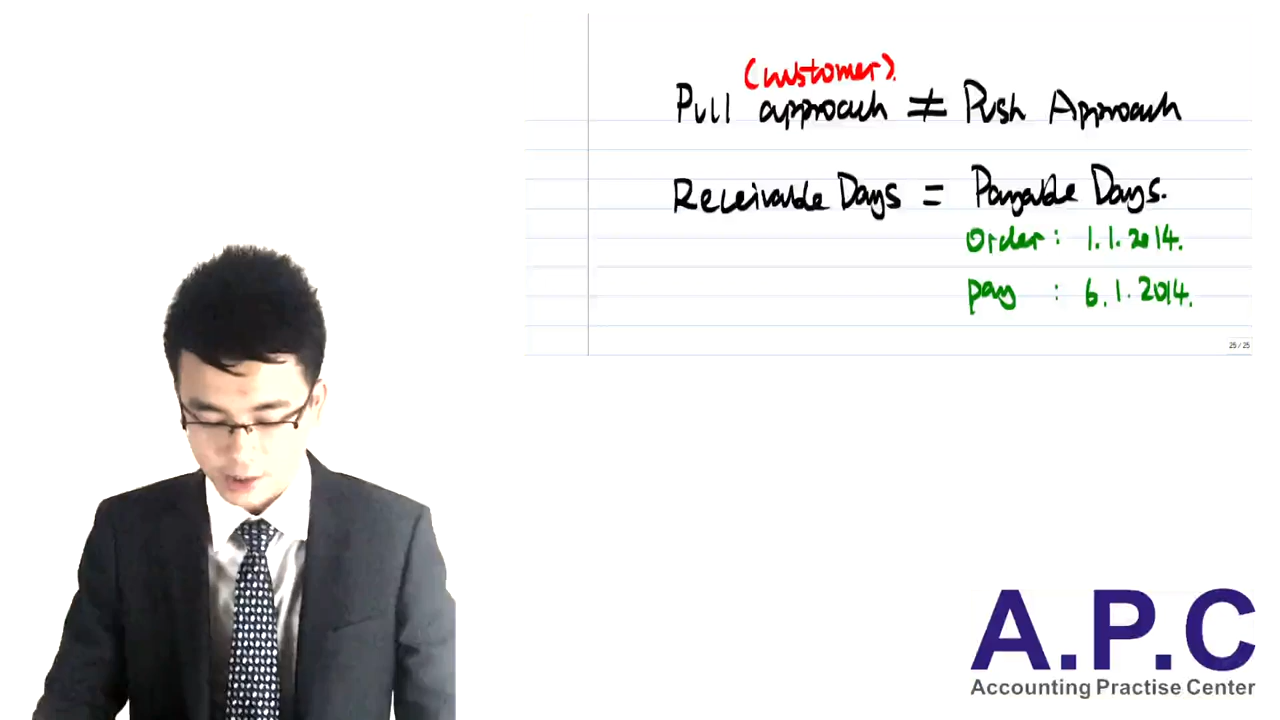 (customer).
Pull approach ≠ Push Approach
Receivable Days = Payable Days.
Order: 1.1.2014.
pay : 6.1.2014.
25 / 25
A.P.C
Accounting Practise Center